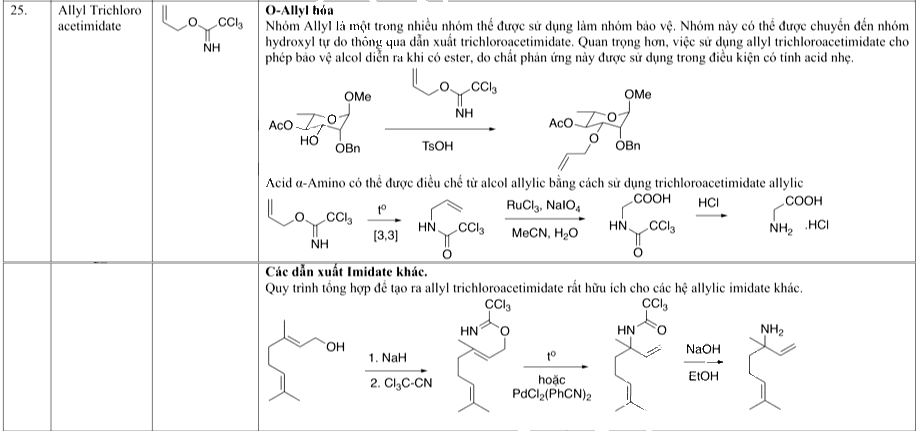 25.
Allyl Trichloro
acetimidate
O
CCl3
NH
O-Allyl hóa
Nhóm Allyl là một trong nhiều nhóm thế được sử dụng làm nhóm bảo vệ. Nhóm này có thể được chuyển đến nhóm
hydroxyl tự do thông qua dẫn xuất trichloroacetimidate. Quan trọng hơn, việc sử dụng allyl trichloroacetimidate cho
phép bảo vệ alcol diễn ra khi có ester, do chất phản ứng này được sử dụng trong điều kiện có tính acid nhẹ.
OMe
O
AcO
HO
OBn
O
CCl3
NH
TsOH
OMe
O
AcO
O
OBn
Acid α-Amino có thể được điều chế từ alcol allylic bằng cách sử dụng trichloroacetimidate allylic
O
CCl3
NH
tº
[3,3]
HN
CCl3
O
RuCl3, NaIO4
MeCN, H2O
COOH
HN
CCl3
O
HCl
COOH
NH2 .HCl
Các dẫn xuất Imidate khác.
Quy trình tổng hợp để tạo ra allyl trichloroacetimidate rất hữu ích cho các hệ allylic imidate khác.
OH
1. NaH
2. Cl3C-CN
CCl3
HN
O
tº
hoặc
PdCl2(PhCN)2
CCl3
HN
O
NaOH
EtOH
NH2